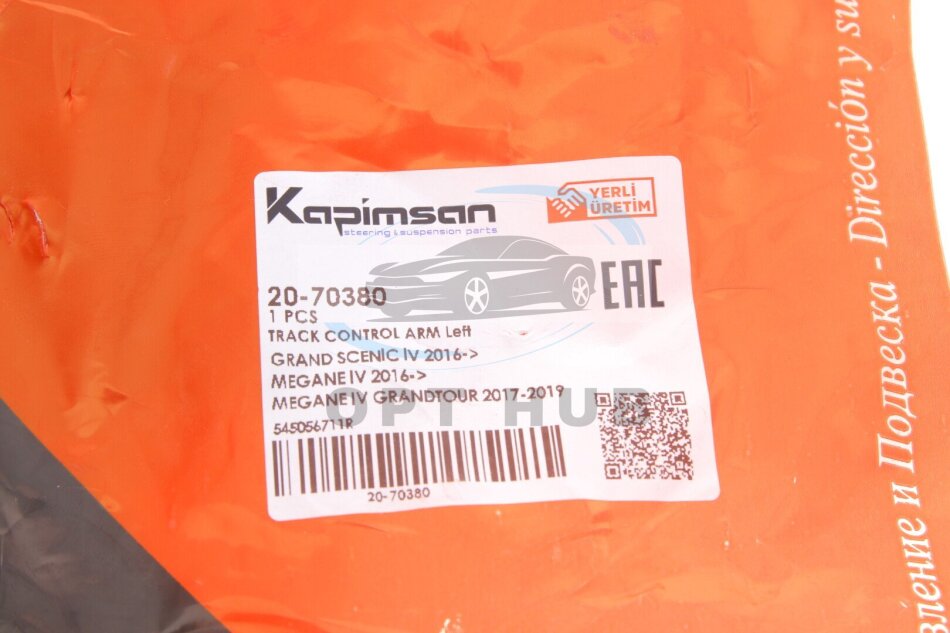 Kapimsan
steering & suspension parts
YERLİ
ÜRETİM
20-70380
1 PCS
EAC
TRACK CONTROL ARM Left
GRAND SCENIC IV 2016->
MEGANE IV 2016->
MEGANE IV GRANDTOUR 2017-2019
OPT HUB
545056711R
20-70380
вление и Подвеска - Dirección y su